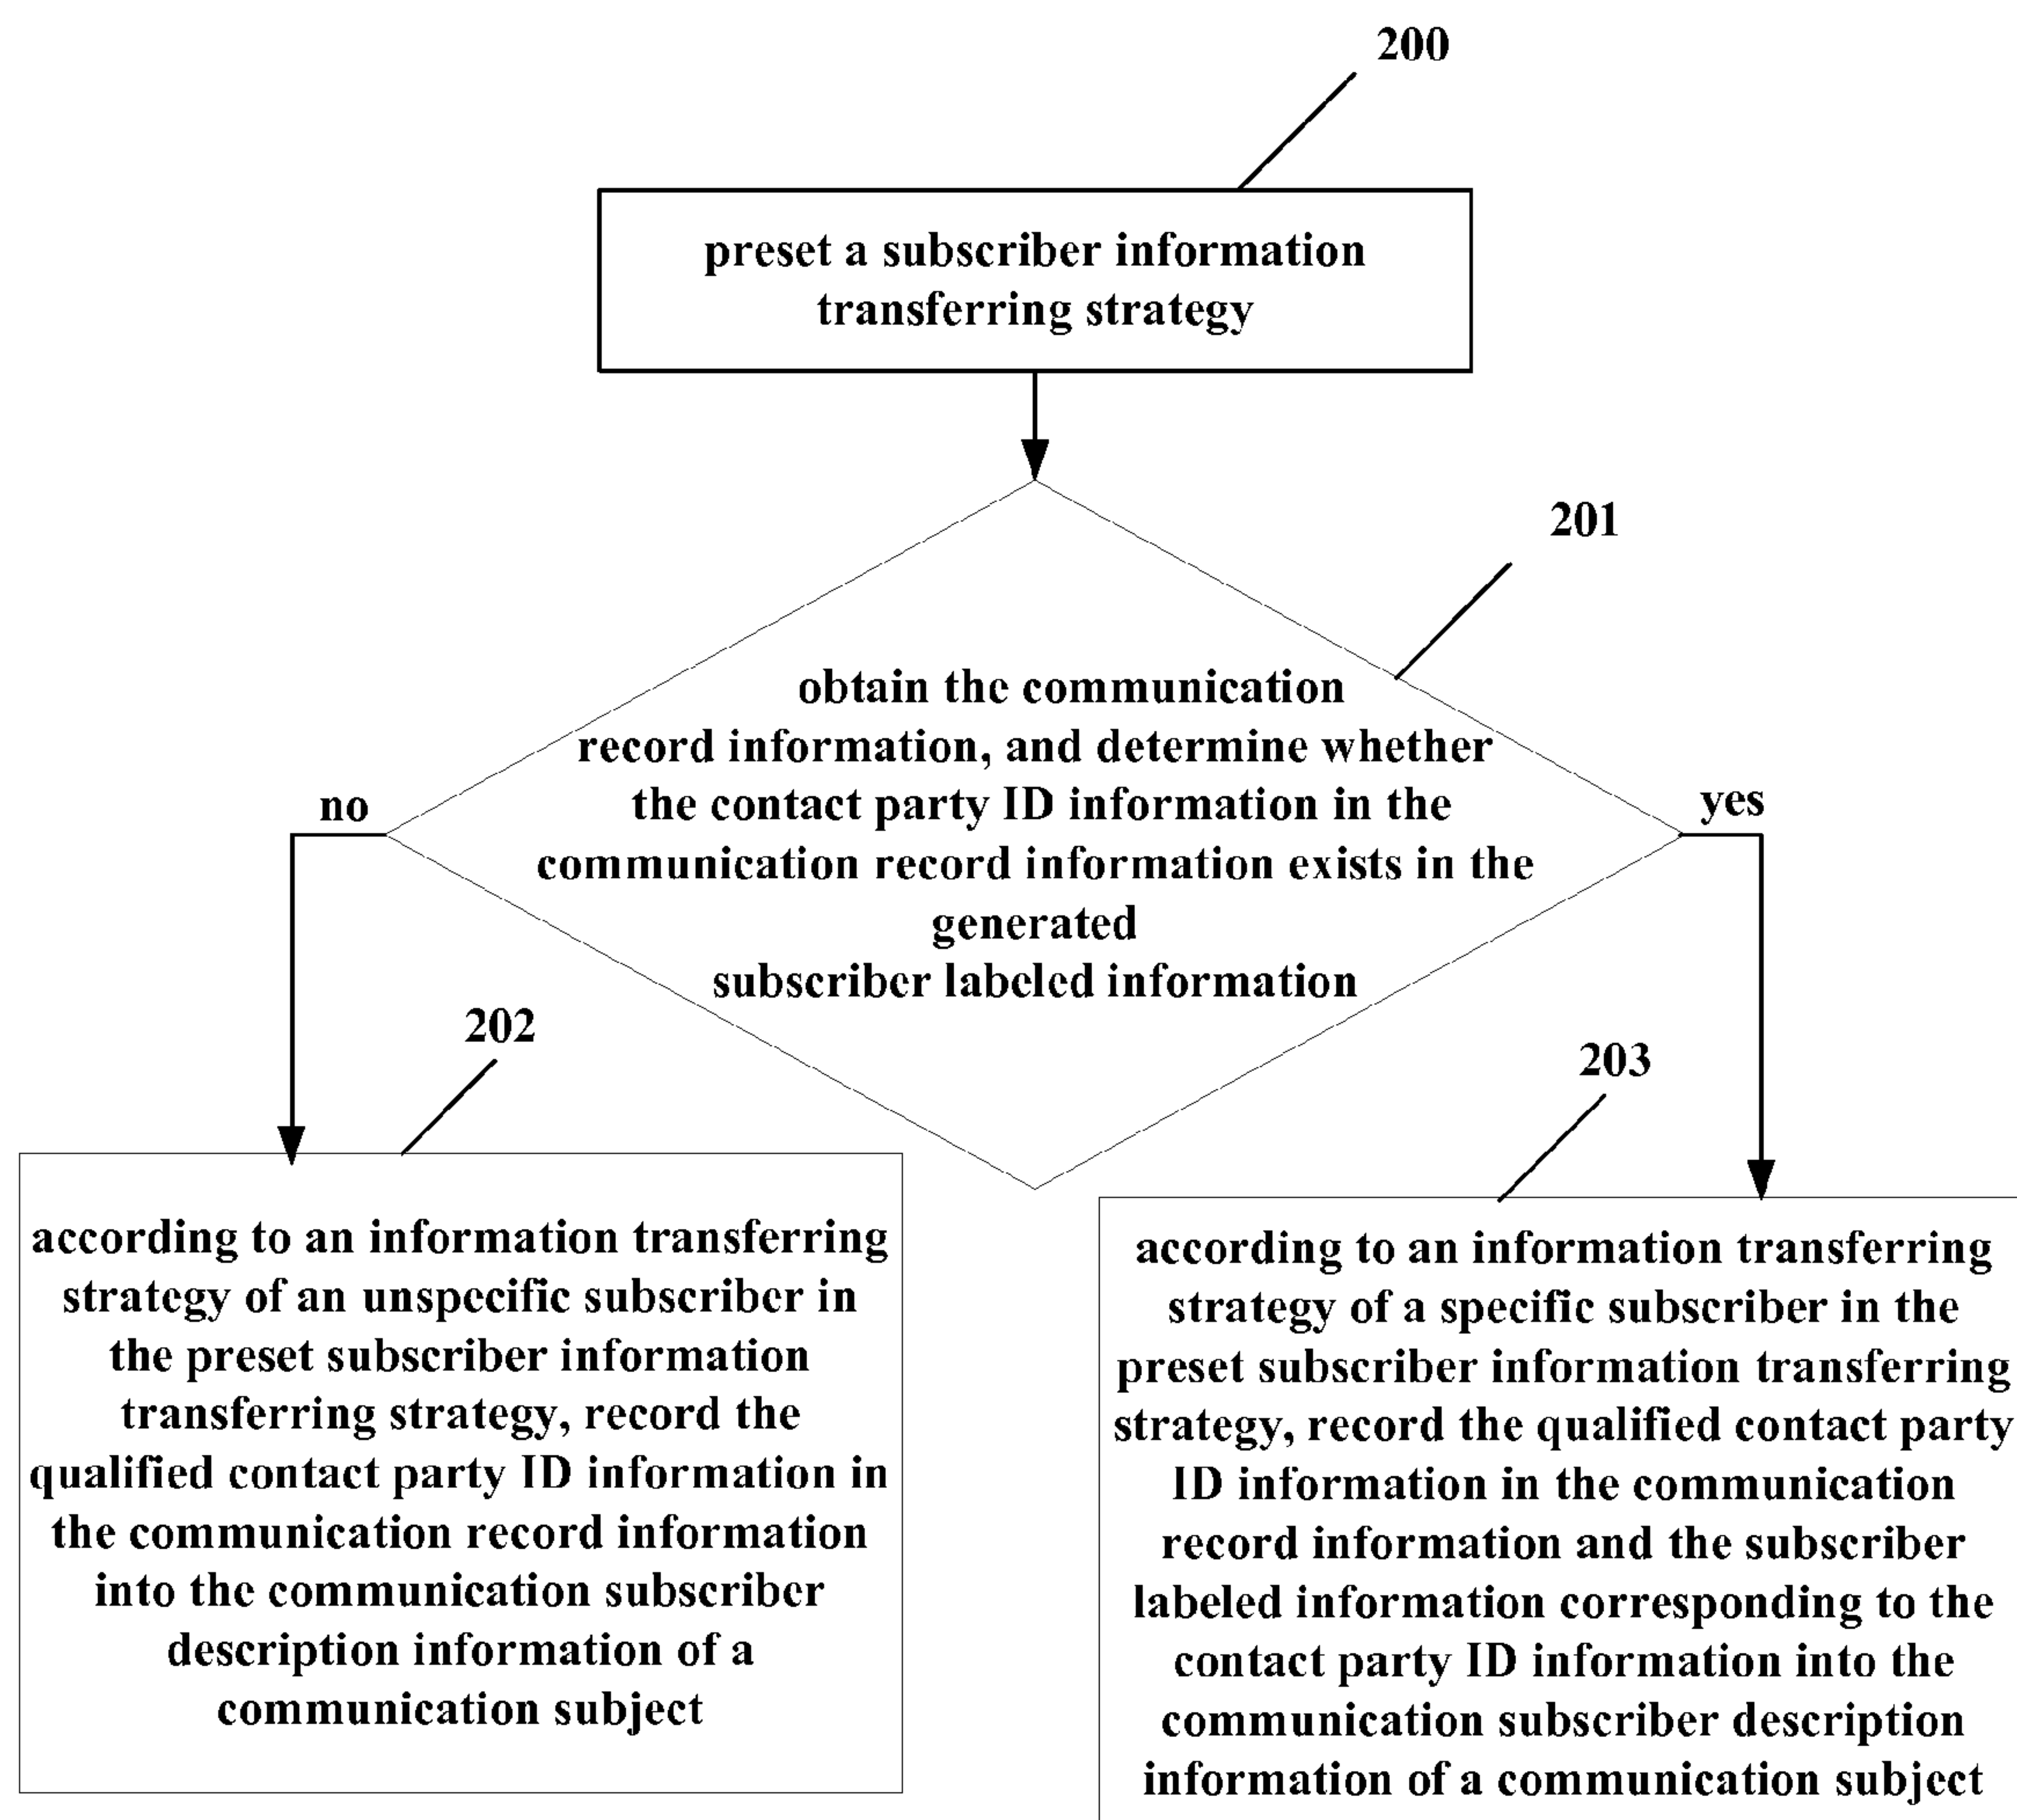 200
preset a subscriber information
transferring strategy
201
obtain the communication
record information, and determine whether
the contact party ID information in the
communication record information exists in the
generated
subscriber labeled information
no
yes
202
according to an information transferring
strategy of an unspecific subscriber in
the preset subscriber information
transferring strategy, record the
qualified contact party ID information in
the communication record information
into the communication subscriber
description information of a
communication subject
203
according to an information transferring
strategy of a specific subscriber in the
preset subscriber information transferring
strategy, record the qualified contact party
ID information in the communication
record information and the subscriber
labeled information corresponding to the
contact party ID information into the
communication subscriber description
information of a communication subject